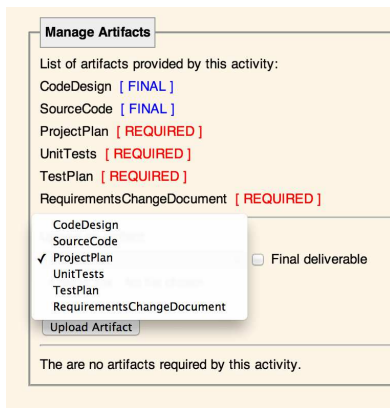 Manage Artifacts
List of artifacts provided by this activity:
CodeDesign [ FINAL ]
SourceCode [ FINAL ]
ProjectPlan [ REQUIRED ]
UnitTests [ REQUIRED ]
TestPlan [ REQUIRED ]
RequirementsChangeDocument [ REQUIRED ]
CodeDesign
SourceCode
✓ ProjectPlan
Final deliverable
UnitTests
TestPlan
RequirementsChangeDocument
Upload Artifact
The are no artifacts required by this activity.